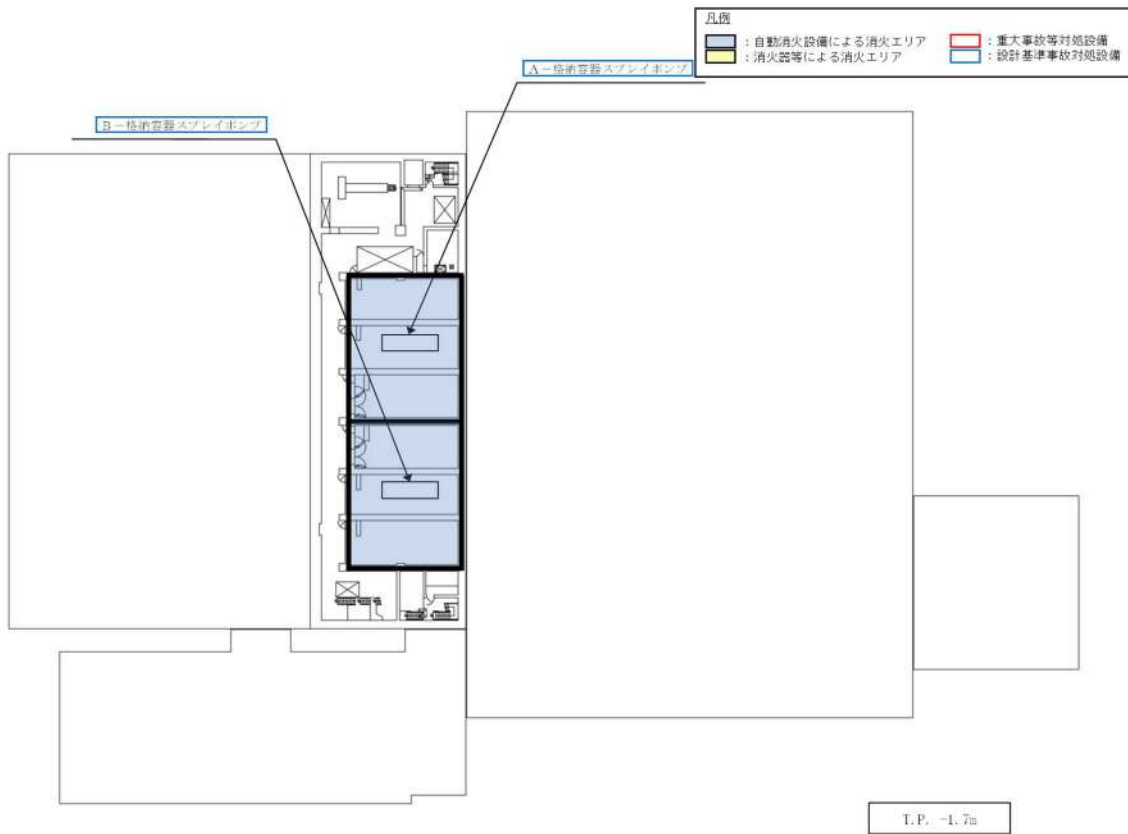 凡例
：自動消火設備による消火エリア ：重大事故等対処設備
：消火器等による消火エリア ：設計基準事故対処設備
A－格納容器スプレイポンプ
B－格納容器スプレイポンプ
T.P. -1.7m